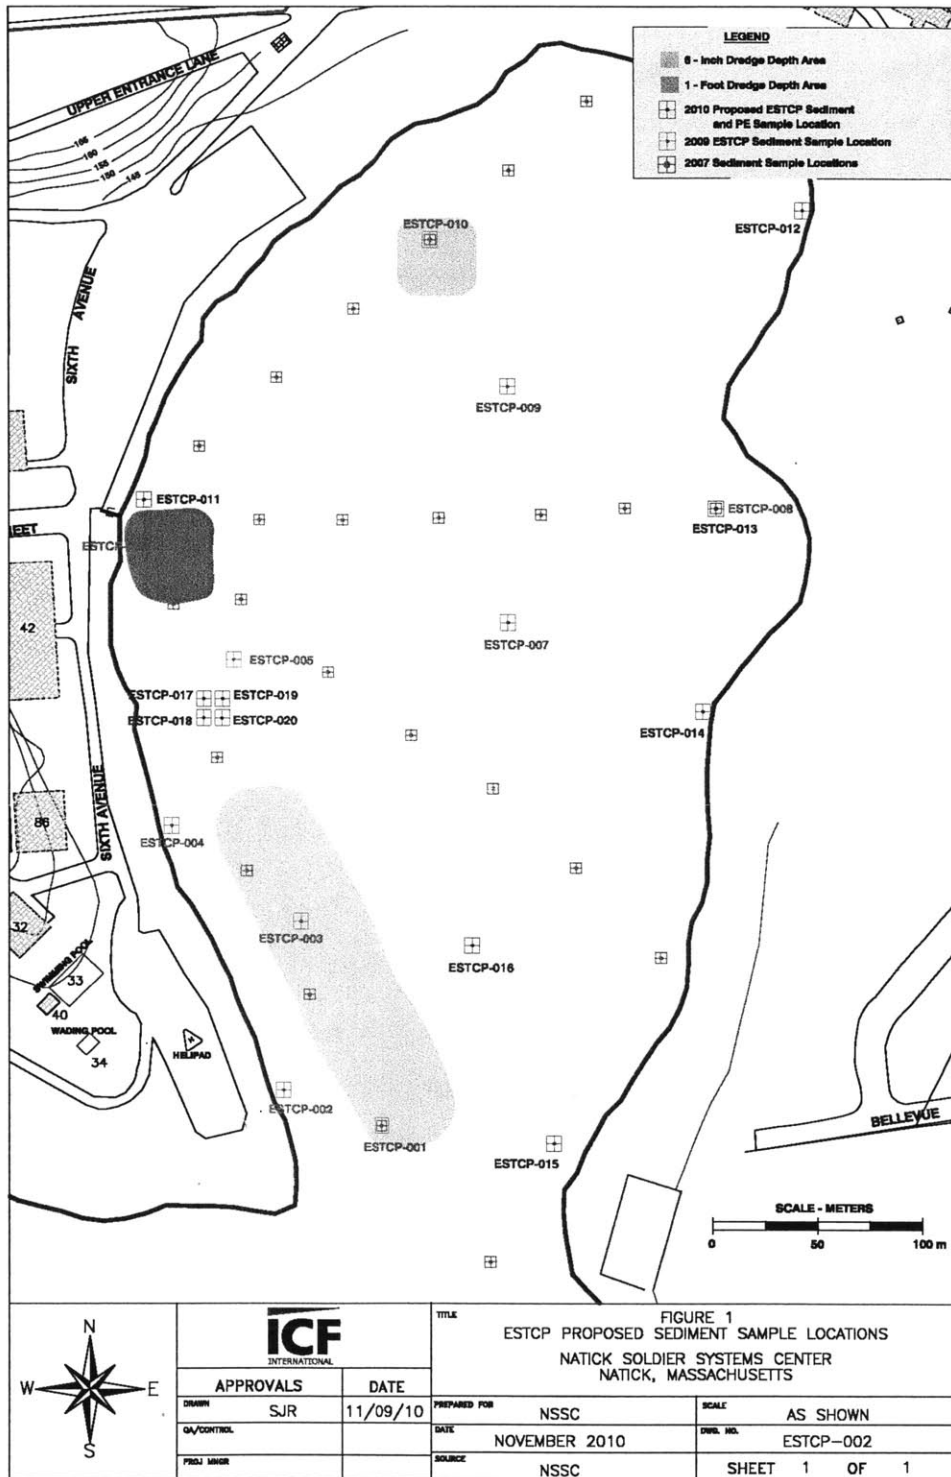 LEGEND
6 - Inch Dredge Depth Area
1 - Foot Dredge Depth Area
2010 Proposed ESTCP Sediment
and PE Sample Location
2009 ESTCP Sediment Sample Location
2007 Sediment Sample Locations
UPPER ENTRANCE LANE
165
160
155
150
145
ESTCP-010
ESTCP-012
SIXTH AVENUE
ESTCP-009
ESTCP-011
ESTCP-008
ESTCP-013
EET
ESTCP
42
ESTCP-007
ESTCP-005
ESTCP-017
ESTCP-019
ESTCP-018
ESTCP-020
ESTCP-014
SIXTH AVENUE
ESTCP-004
32
ESTCP-003
ESTCP-016
SWIMMING POOL
33
40
WADING POOL
34
HELIPAD
ESTCP-002
ESTCP-001
ESTCP-015
BELLEVUE
SCALE - METERS
0 50 100 m
N
W E
S
ICF
INTERNATIONAL
APPROVALS DATE
DRAWN SJR 11/09/10
QA/CONTROL
PROJ MNGR
TITLE FIGURE 1
ESTCP PROPOSED SEDIMENT SAMPLE LOCATIONS
NATICK SOLDIER SYSTEMS CENTER
NATICK, MASSACHUSETTS
PREPARED FOR NSSC
SCALE AS SHOWN
DATE NOVEMBER 2010
DWG. NO. ESTCP-002
SOURCE NSSC
SHEET 1 OF 1